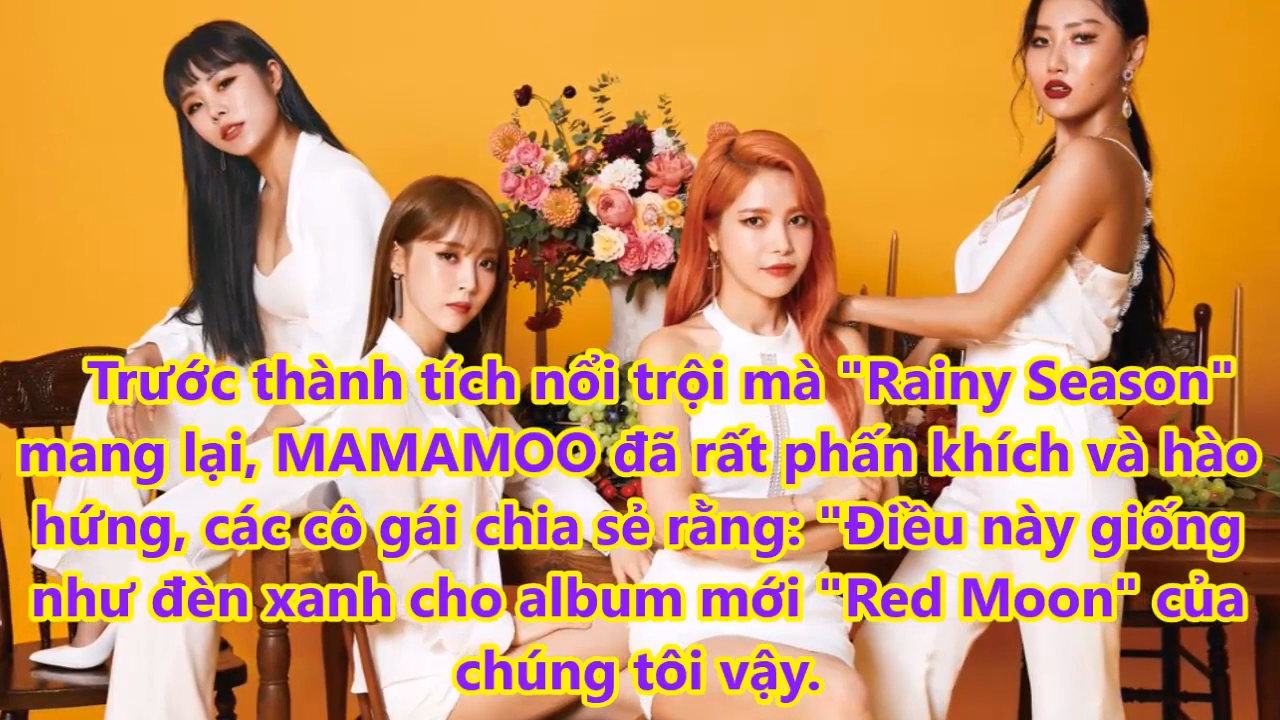 Trước thành tích nổi trội mà "Rainy Season"
mang lại, MAMAMOO đã rất phấn khích và hào
hứng, các cô gái chia sẻ rằng: "Điều này giống
như đèn xanh cho album mới "Red Moon" của
chúng tôi vậy.